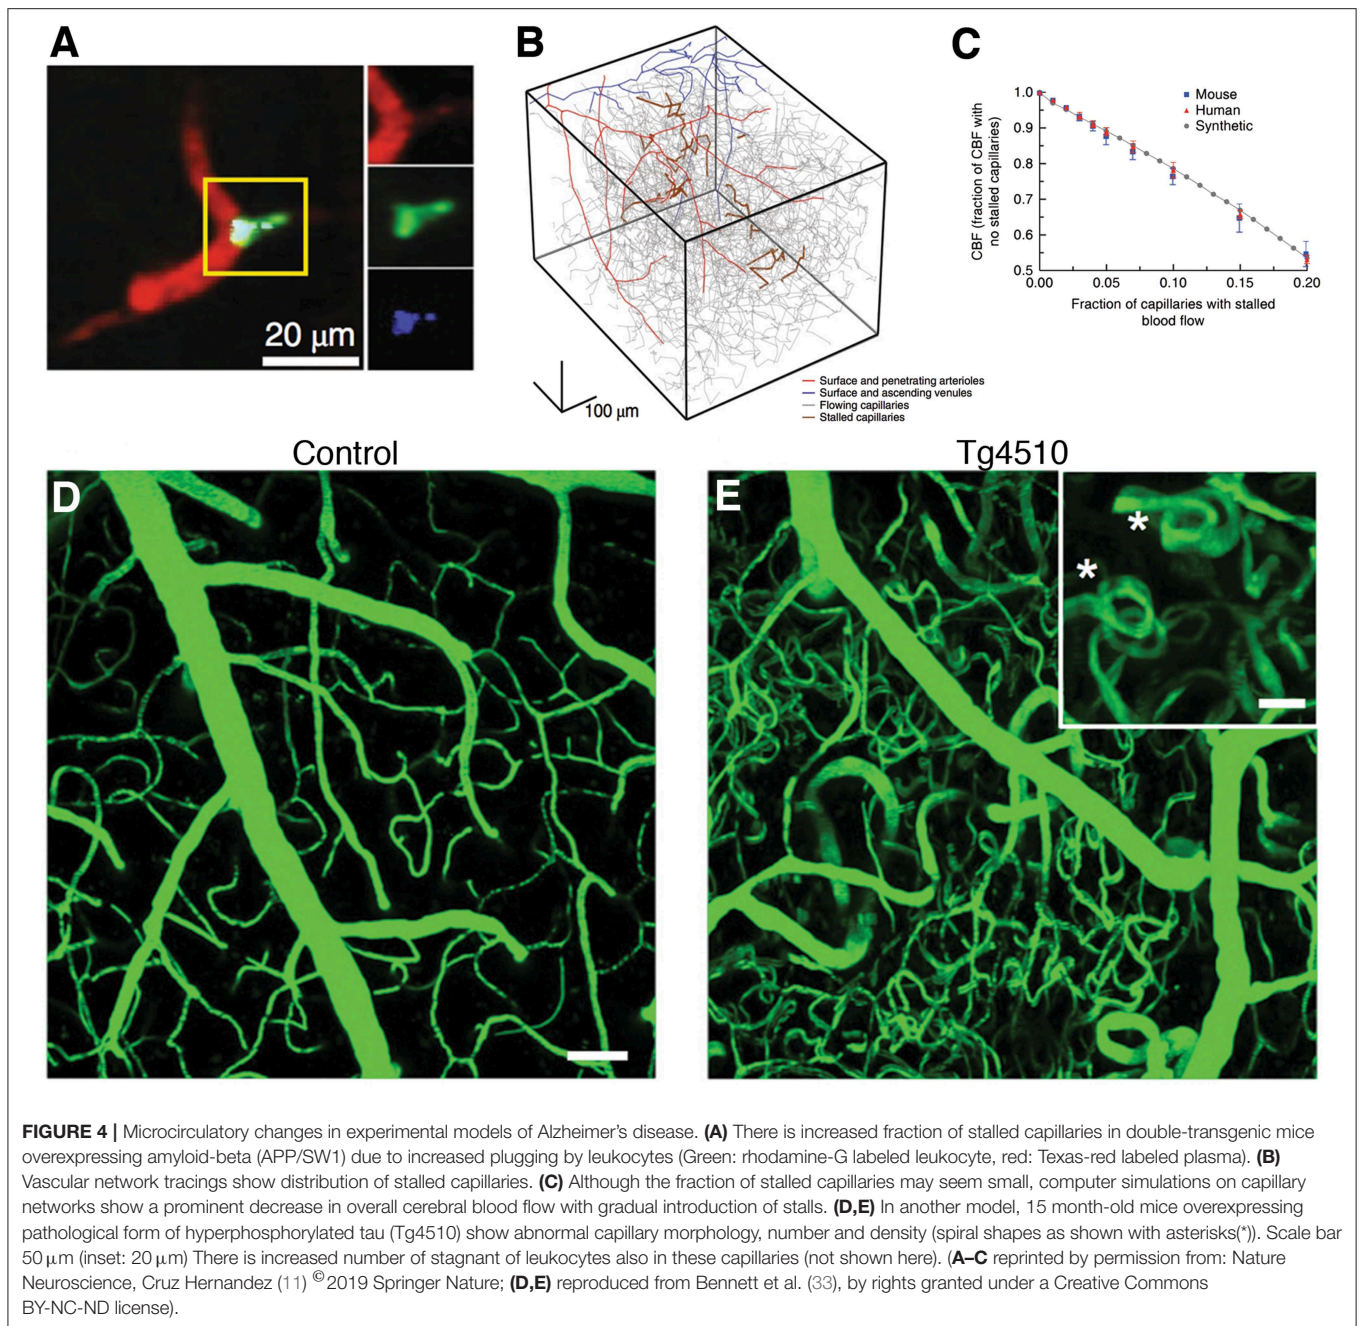 A
B
C
20 µm
100 µm
Surface and penetrating arterioles
Surface and ascending venules
Flowing capillaries
Stalled capillaries
CBF (fraction of CBF with
no stalled capillaries)
1.0
0.9
0.8
0.7
0.6
0.5
Mouse
Human
Synthetic
0.00
0.05
0.10
0.15
0.20
Fraction of capillaries with stalled
blood flow
Control
Tg4510
D
E
*
*
FIGURE 4 | Microcirculatory changes in experimental models of Alzheimer's disease. (A) There is increased fraction of stalled capillaries in double-transgenic mice
overexpressing amyloid-beta (APP/SW1) due to increased plugging by leukocytes (Green: rhodamine-G labeled leukocyte, red: Texas-red labeled plasma). (B)
Vascular network tracings show distribution of stalled capillaries. (C) Although the fraction of stalled capillaries may seem small, computer simulations on capillary
networks show a prominent decrease in overall cerebral blood flow with gradual introduction of stalls. (D,E) In another model, 15 month-old mice overexpressing
pathological form of hyperphosphorylated tau (Tg4510) show abnormal capillary morphology, number and density (spiral shapes as shown with asterisks(*)). Scale bar
50 µm (inset: 20 µm) There is increased number of stagnant of leukocytes also in these capillaries (not shown here). (A–C reprinted by permission from: Nature
Neuroscience, Cruz Hernandez (11) ©2019 Springer Nature; (D,E) reproduced from Bennett et al. (33), by rights granted under a Creative Commons
BY-NC-ND license).